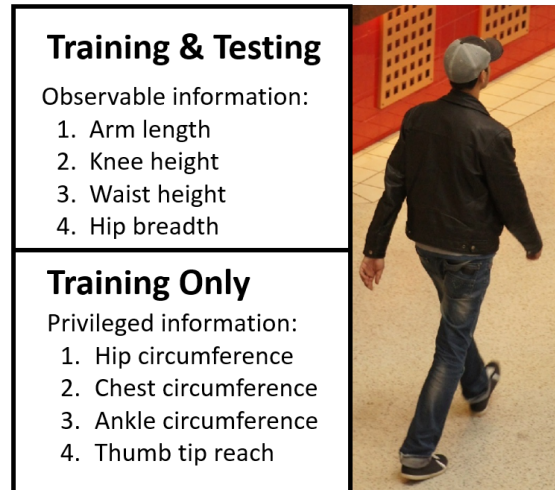 Training & Testing
Observable information:
1. Arm length
2. Knee height
3. Waist height
4. Hip breadth
Training Only
Privileged information:
1. Hip circumference
2. Chest circumference
3. Ankle circumference
4. Thumb tip reach